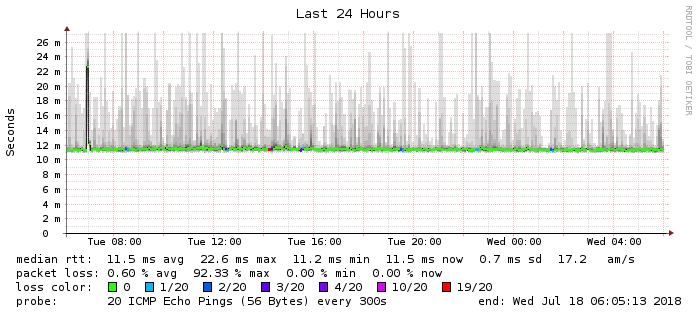 Last 24 Hours
RRDTOOL / TOBI OETIKER
Seconds
26 m
24 m
22 m
20 m
18 m
16 m
14 m
12 m
10 m
8 m
6 m
4 m
2 m
0
Tue 08:00 Tue 12:00 Tue 16:00 Tue 20:00 Wed 00:00 Wed 04:00
median rtt: 11.5 ms avg 22.6 ms max 11.2 ms min 11.5 ms now 0.7 ms sd 17.2 am/s
packet loss: 0.60 % avg 92.33 % max 0.00 % min 0.00 % now
loss color: 0 1/20 2/20 3/20 4/20 10/20 19/20
probe: 20 ICMP Echo Pings (56 Bytes) every 300s end: Wed Jul 18 06:05:13 2018